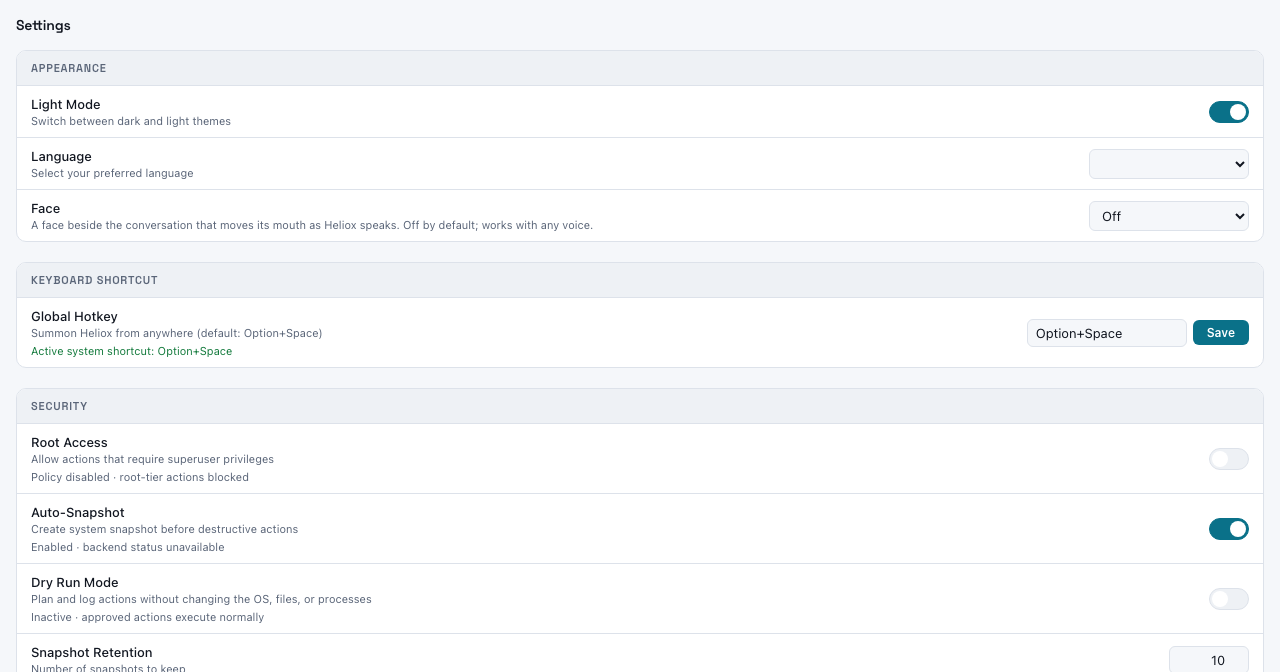 Settings
APPEARANCE
Light Mode
Switch between dark and light themes
Language
Select your preferred language
Face
A face beside the conversation that moves its mouth as Heliox speaks. Off by default; works with any voice.
Off
KEYBOARD SHORTCUT
Global Hotkey
Summon Heliox from anywhere (default: Option+Space)
Active system shortcut: Option+Space
Option+Space
Save
SECURITY
Root Access
Allow actions that require superuser privileges
Policy disabled · root-tier actions blocked
Auto-Snapshot
Create system snapshot before destructive actions
Enabled · backend status unavailable
Dry Run Mode
Plan and log actions without changing the OS, files, or processes
Inactive · approved actions execute normally
Snapshot Retention
Number of snapshots to keep
10